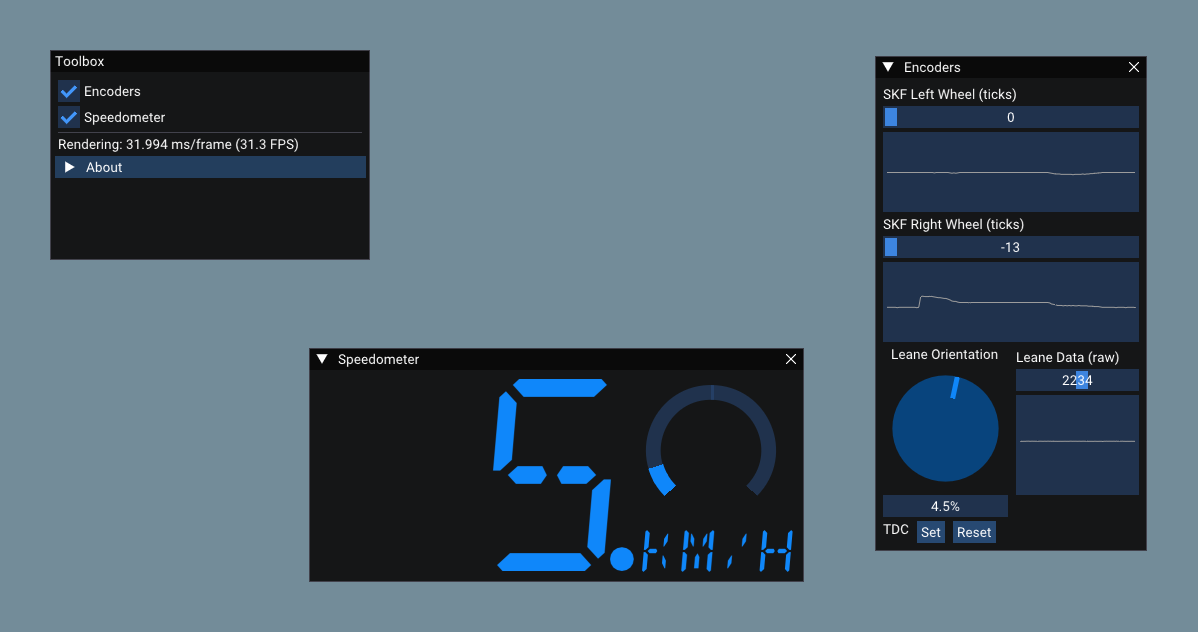 Toolbox
Encoders
Speedometer
Rendering: 31.994 ms/frame (31.3 FPS)
About
Speedometer
5.
KM/H
Encoders
SKF Left Wheel (ticks)
0
SKF Right Wheel (ticks)
-13
Leane Orientation
Leane Data (raw)
2234
4.5%
TDC Set Reset